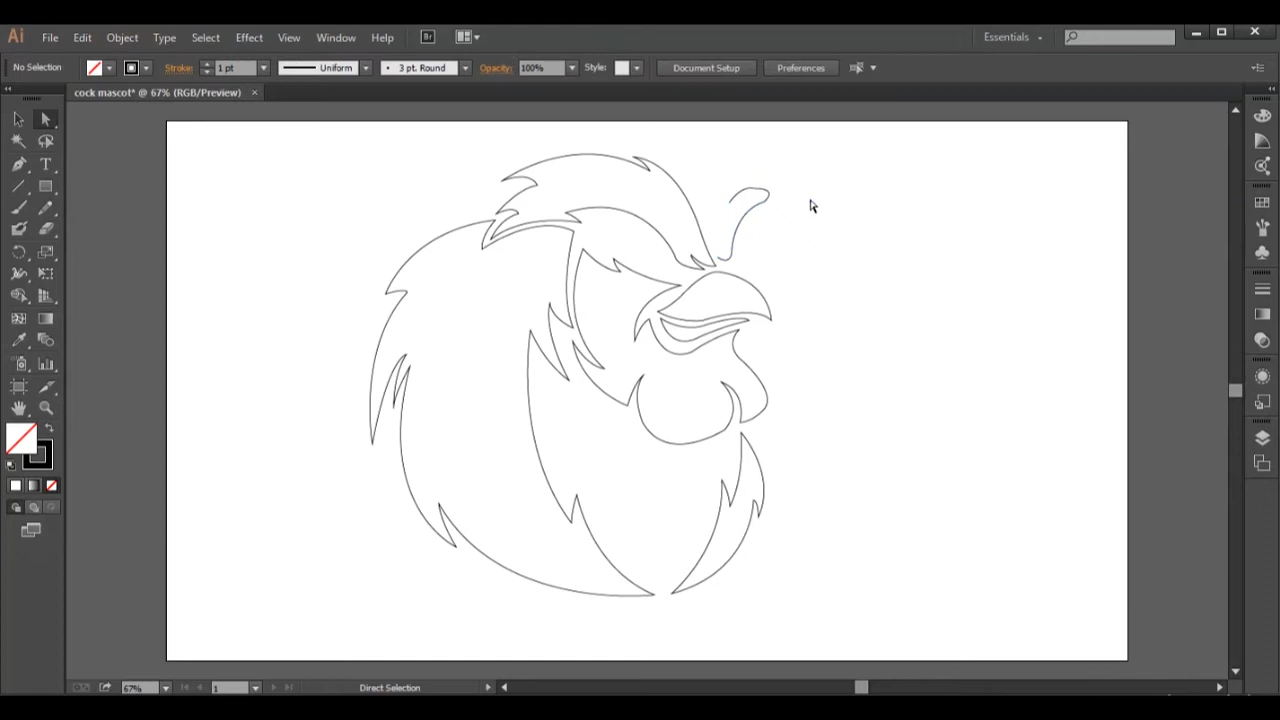 Ai File Edit Object Type Select Effect View Window Help Br Essentials
No Selection Stroke: 1 pt Uniform 3 pt. Round Opacity: 100% Style: Document Setup Preferences
cock mascot* @ 67% (RGB/Preview) ×
T
67% 1 Direct Selection